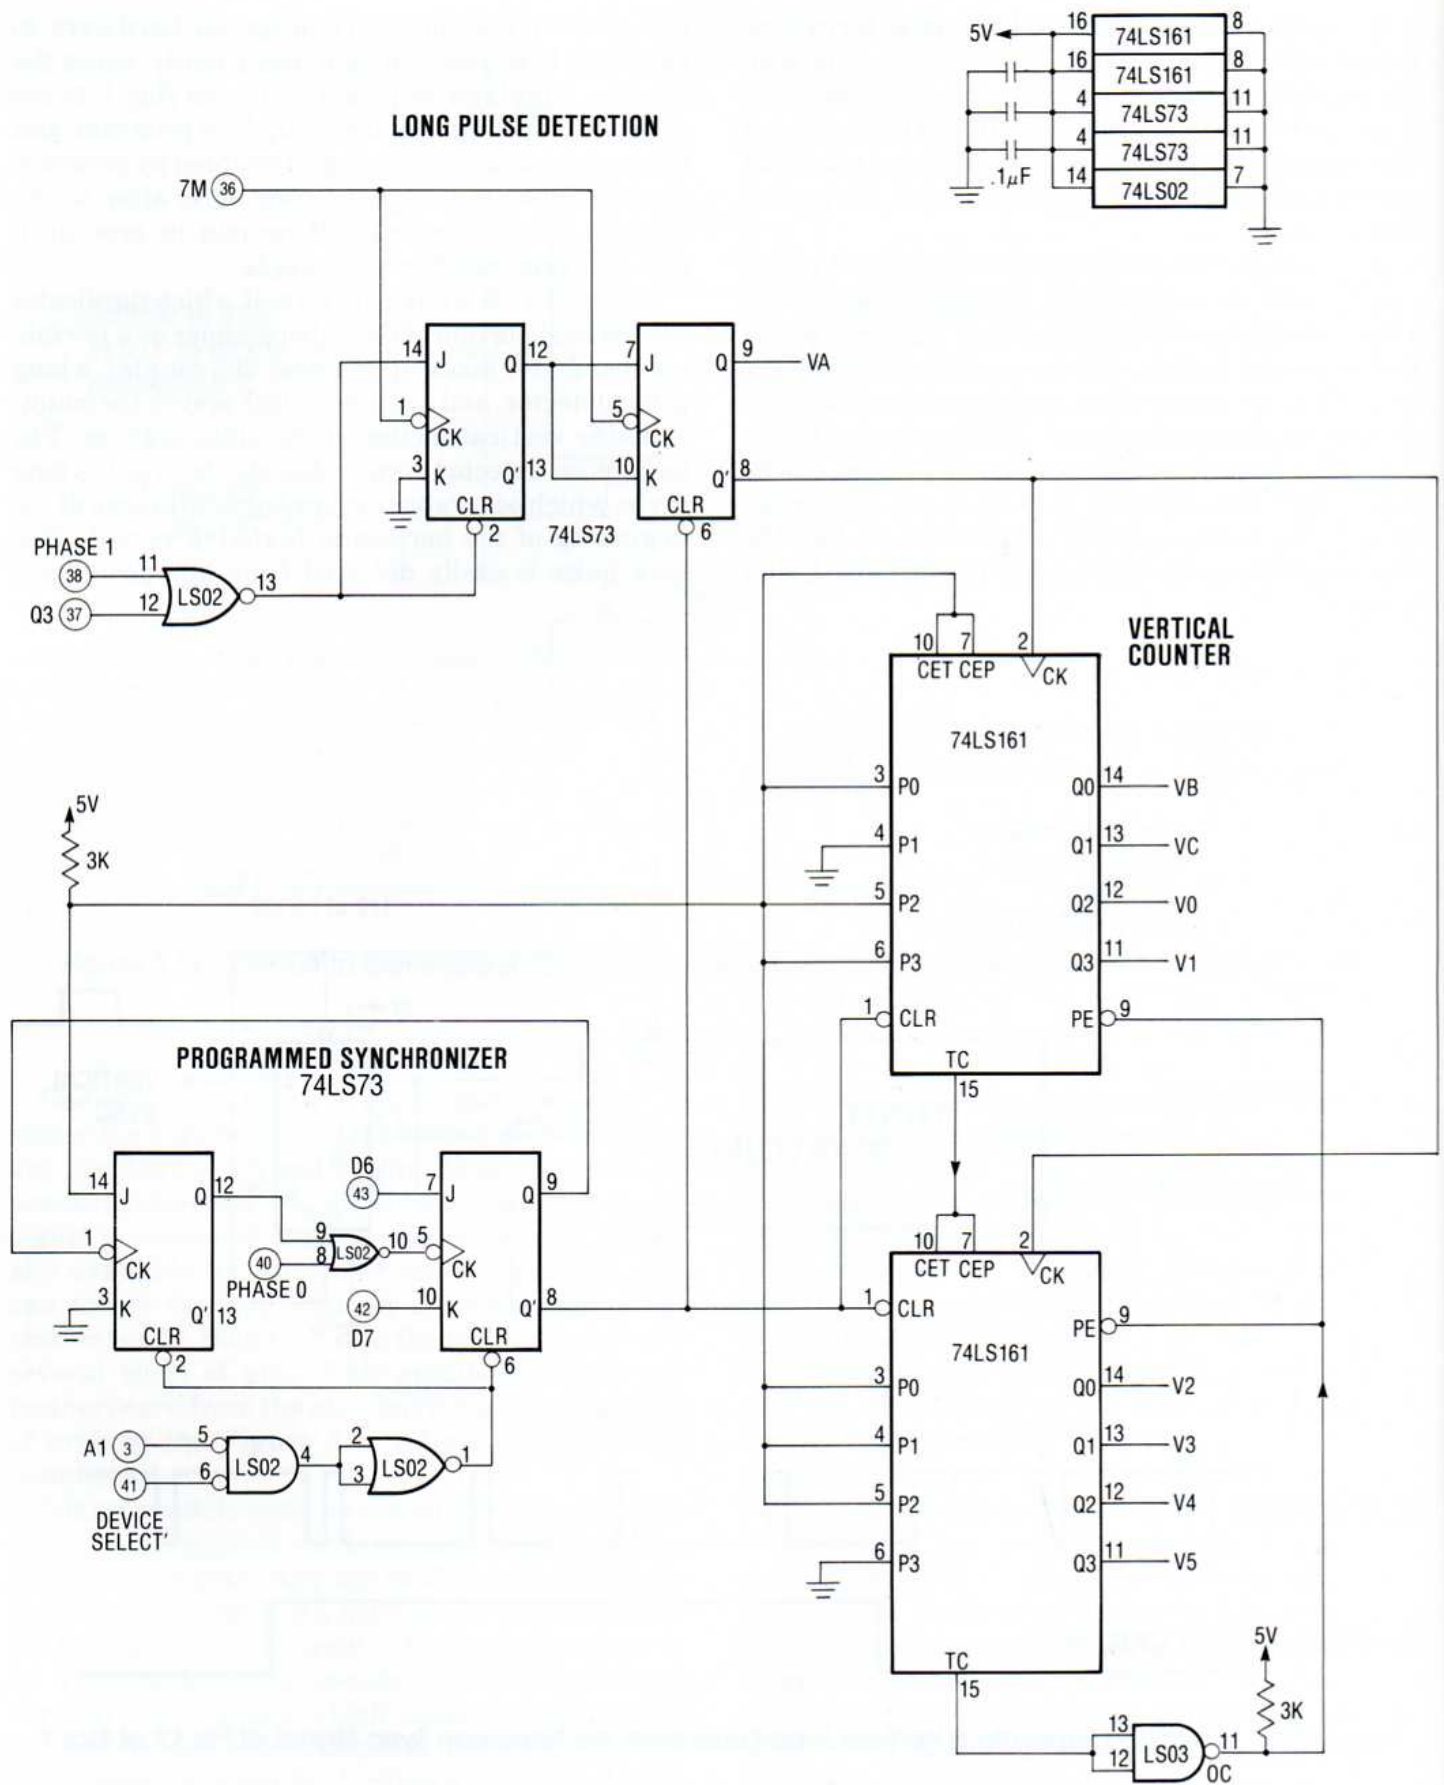 5V
16 74LS161 8
16 74LS161 8
4 74LS73 11
4 74LS73 11
14 74LS02 7
.1µF
LONG PULSE DETECTION
7M 36
14 J Q 12
1 CK
3 K Q' 13
CLR
2
74LS73
7 J Q 9 VA
5 CK
10 K Q' 8
CLR
6
PHASE 1
38 11
Q3 37 12
LS02 13
VERTICAL
COUNTER
10 7 2
CET CEP CK
74LS161
3 P0 Q0 14 VB
4 P1 Q1 13 VC
5 P2 Q2 12 V0
6 P3 Q3 11 V1
1 CLR PE 9
TC
15
5V
3K
PROGRAMMED SYNCHRONIZER
74LS73
14 J Q 12
1 CK
3 K Q' 13
CLR
2
9
8 LS02 10
40
PHASE 0
D6
43 7 J Q 9
5 CK
42 10 K Q' 8
D7
CLR
6
A1 3 5
41 6
LS02 4
DEVICE
SELECT'
2
3 LS02 1
10 7 2
CET CEP CK
1 CLR
PE 9
74LS161
3 P0 Q0 14 V2
4 P1 Q1 13 V3
5 P2 Q2 12 V4
6 P3 Q3 11 V5
TC
15
5V
3K
13
12 LS03 11
OC